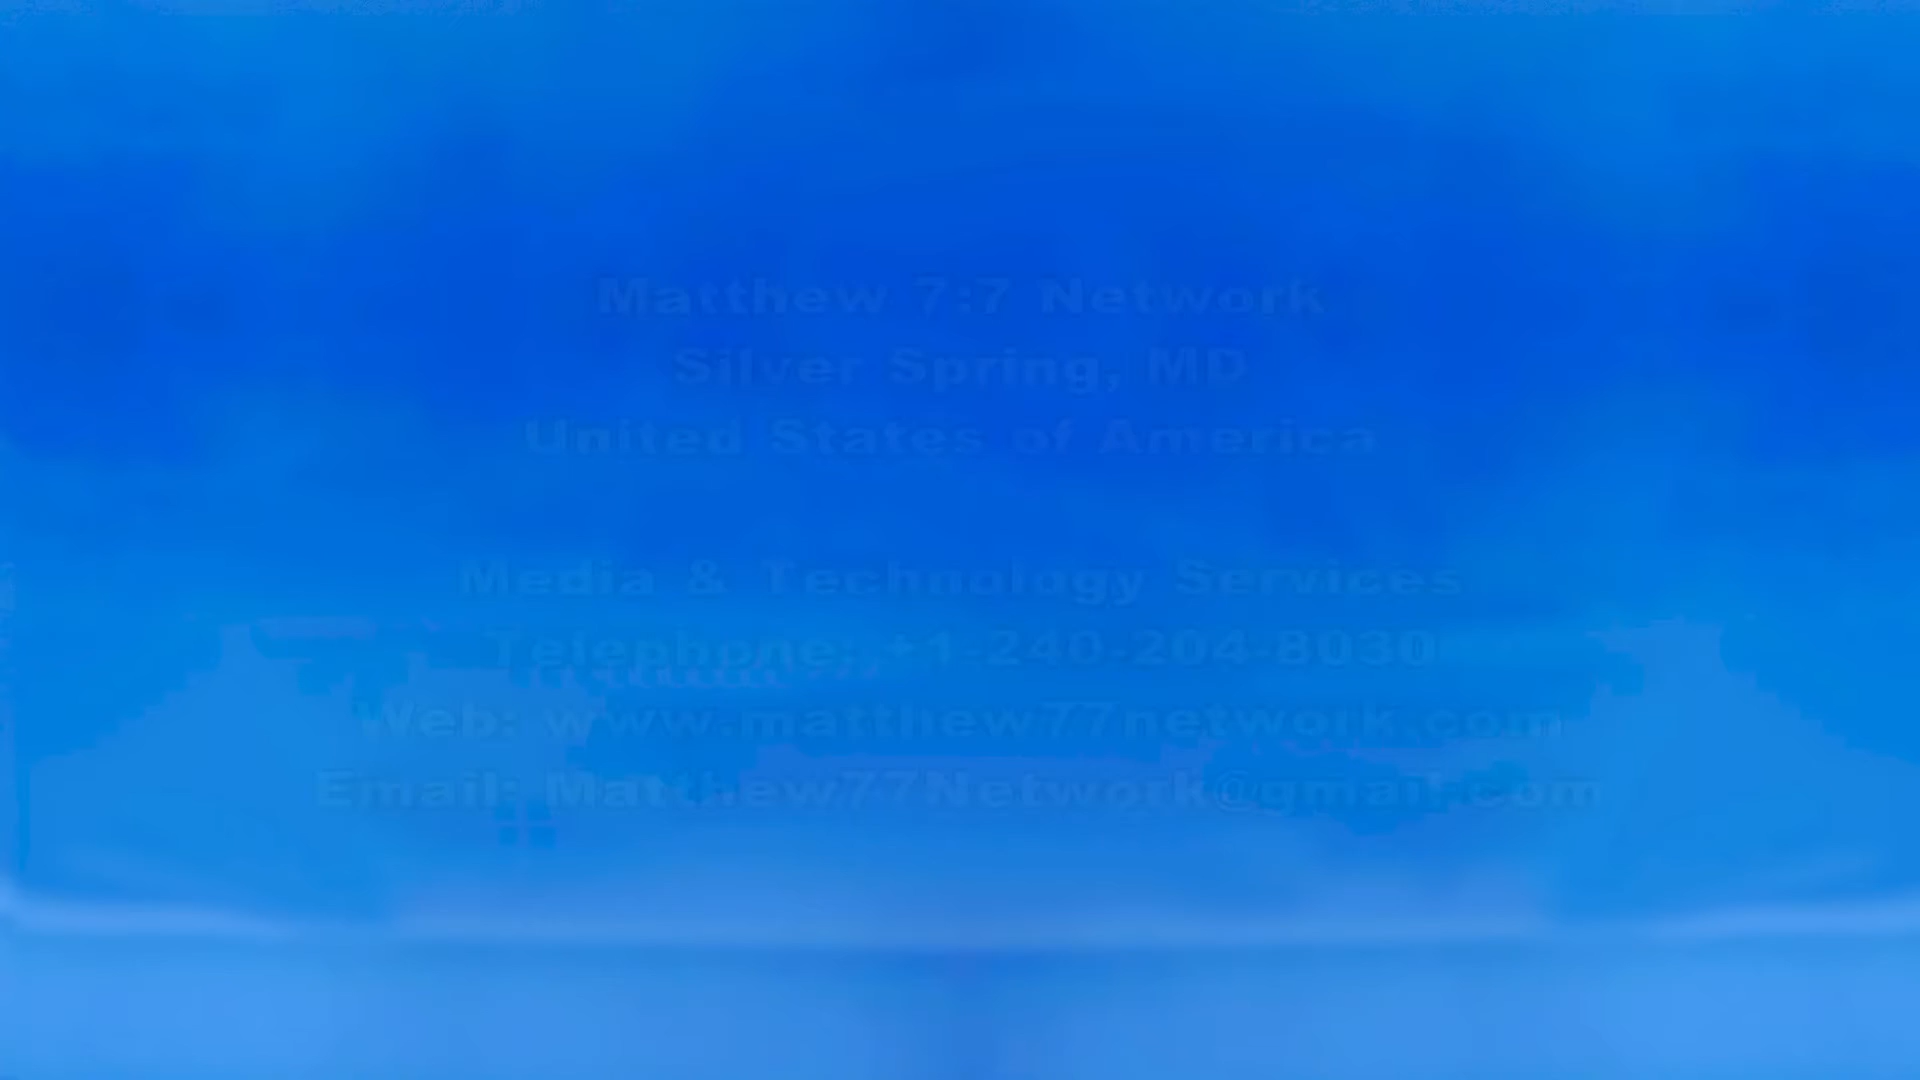 Matthew 7:7 Network
Silver Spring, MD
United States of America
Media & Technology Services
Telephone: +1-240-204-8030
Web: www.matthew77network.com
Email: Matthew77Network@gmail.com